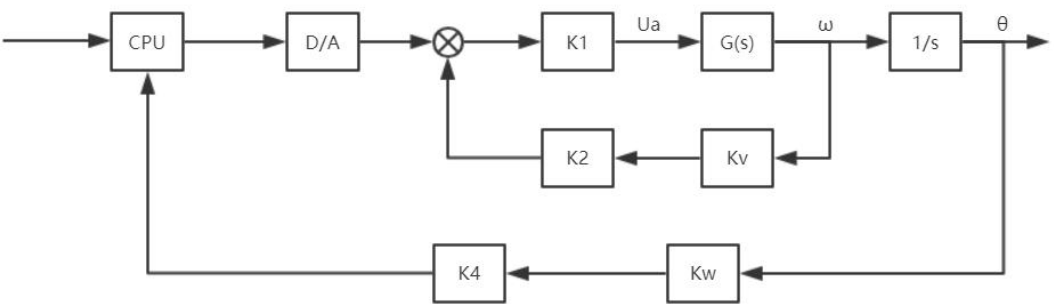 Ua
ω
θ
CPU
D/A
K1
G(s)
1/s
K2
Kv
K4
Kw